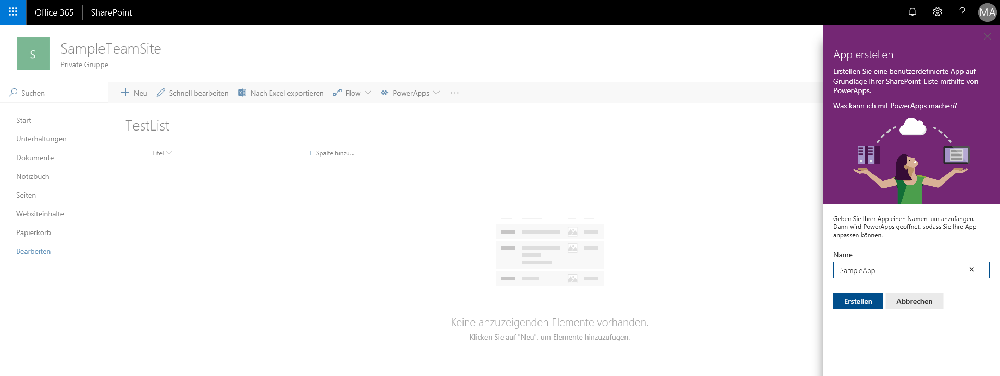 Office 365
SharePoint
MA
S
SampleTeamSite
Private Gruppe
Suchen
Neu
Schnell bearbeiten
Nach Excel exportieren
Flow
PowerApps
Start
Unterhaltungen
Dokumente
Notizbuch
Seiten
Websiteinhalte
Papierkorb
Bearbeiten
TestList
Titel
+ Spalte hinzu...
Keine anzuzeigenden Elemente vorhanden.
Klicken Sie auf "Neu", um Elemente hinzuzufügen.
App erstellen
Erstellen Sie eine benutzerdefinierte App auf
Grundlage Ihrer SharePoint-Liste mithilfe von
PowerApps.
Was kann ich mit PowerApps machen?
Geben Sie Ihrer App einen Namen, um anzufangen.
Dann wird PowerApps geöffnet, sodass Sie Ihre App
anpassen können.
Name
SampleApp
Erstellen
Abbrechen